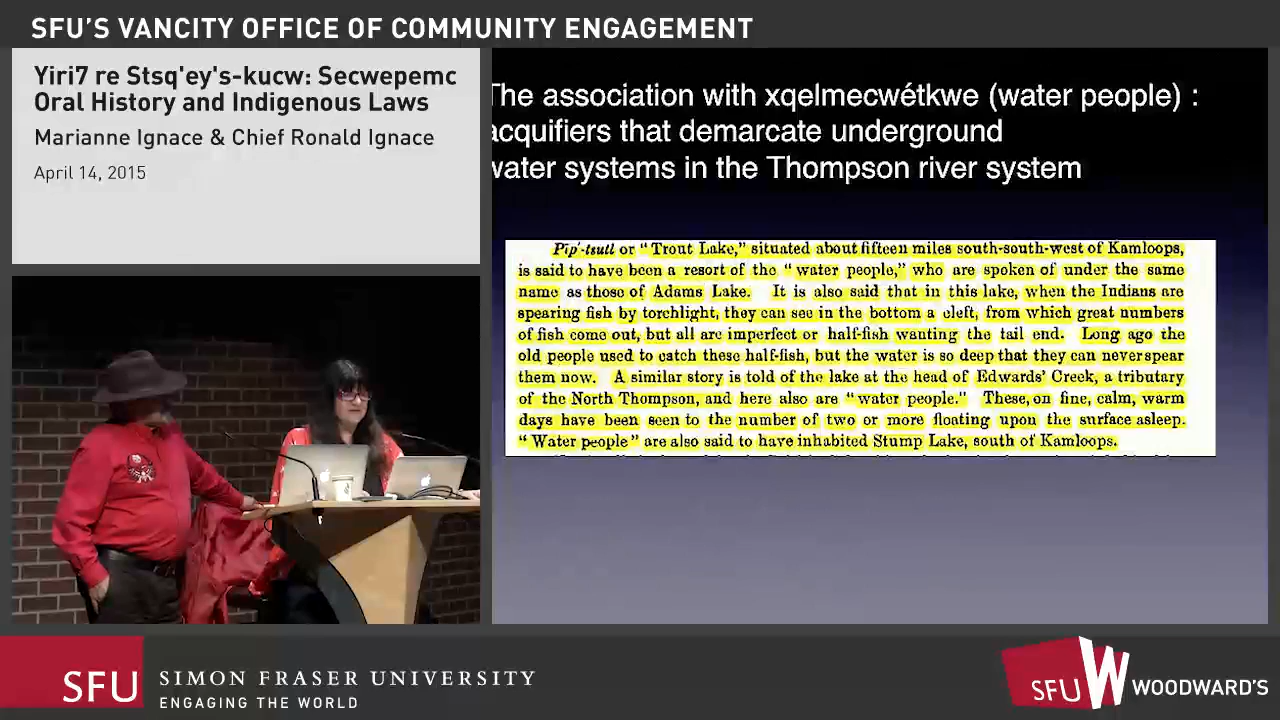 SFU'S VANCITY OFFICE OF COMMUNITY ENGAGEMENT
Yiri7 re Stsq'ey's-kucw: Secwepemc
Oral History and Indigenous Laws
Marianne Ignace & Chief Ronald Ignace
April 14, 2015
The association with xqelmecwétkwe (water people) :
acquifiers that demarcate underground
water systems in the Thompson river system
Pĭp'-tsutl or "Trout Lake," situated about fifteen miles south-south-west of Kamloops,
is said to have been a resort of the "water people," who are spoken of under the same
name as those of Adams Lake. It is also said that in this lake, when the Indians are
spearing fish by torchlight, they can see in the bottom a cleft, from which great numbers
of fish come out, but all are imperfect or half-fish wanting the tail end. Long ago the
old people used to catch these half-fish, but the water is so deep that they can never spear
them now. A similar story is told of the lake at the head of Edwards' Creek, a tributary
of the North Thompson, and here also are "water people." These, on fine, calm, warm
days have been seen to the number of two or more floating upon the surface asleep.
"Water people" are also said to have inhabited Stump Lake, south of Kamloops.
SFU SIMON FRASER UNIVERSITY
ENGAGING THE WORLD
SFU W WOODWARD'S